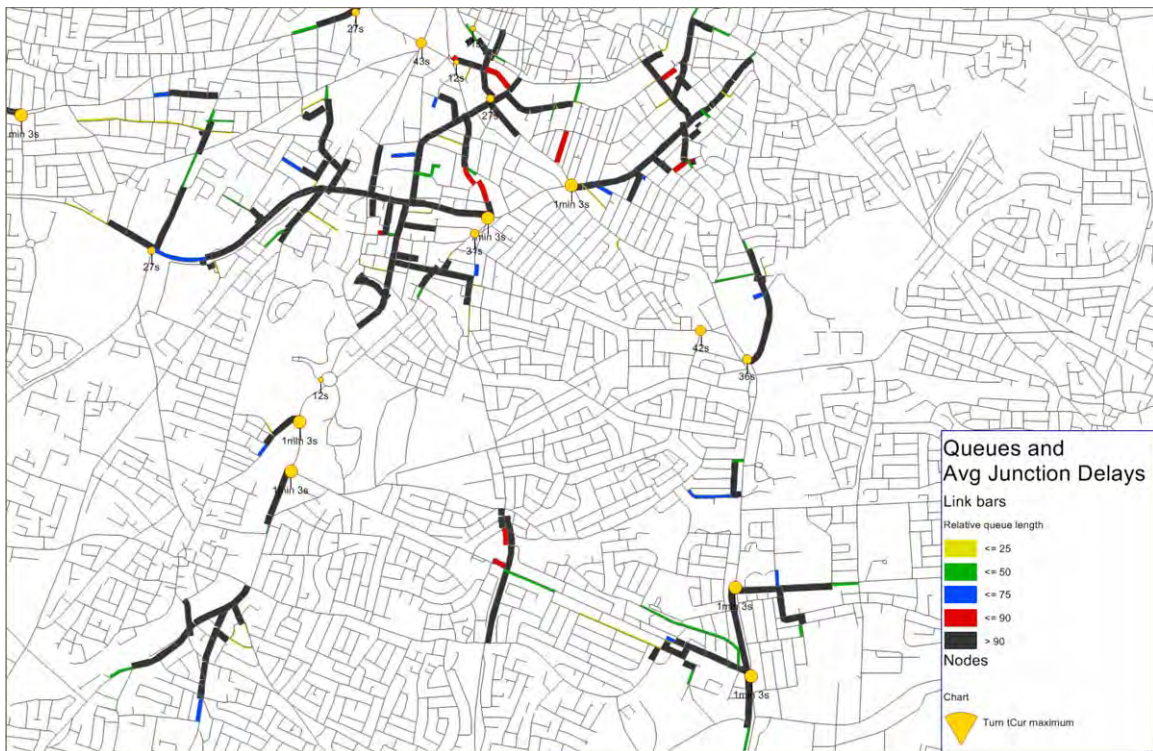 27s
43s
12s
27s
min 3s
1min 3s
min 3s
37s
27s
42s
36s
12s
1min 3s
1min 3s
1min 3s
1min 3s
Queues and
Avg Junction Delays
Link bars
Relative queue length
<= 25
<= 50
<= 75
<= 90
> 90
Nodes
Chart
Turn tCur maximum